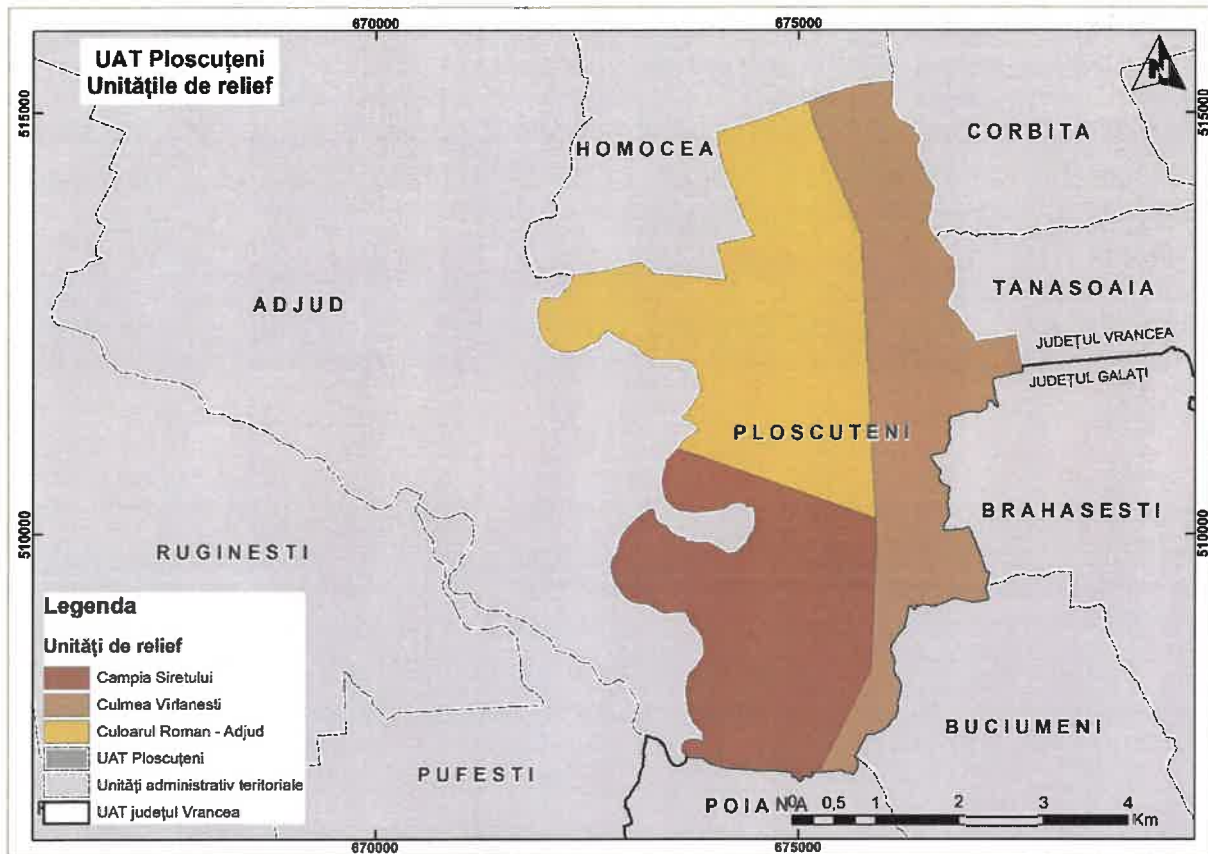 670000
675000
UAT Ploscuțeni
Unitățile de relief
N
515000
515000
CORBITA
HOMOCEA
TANASOAIA
ADJUD
JUDEȚUL VRANCEA
JUDEȚUL GALAȚI
PLOSCUTENI
BRAHASESTI
510000
510000
RUGINESTI
Legenda
Unități de relief
Campia Siretului
Culmea Vîrlanesti
Culoarul Roman - Adjud
UAT Ploscuțeni
Unități administrativ teritoriale
UAT județul Vrancea
BUCIUMENI
PUFESTI
POIANA
0 0,5 1 2 3 4
Km
670000
675000